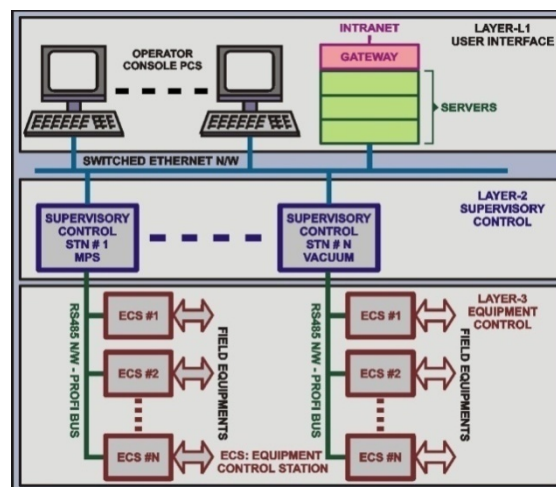 INTRANET
GATEWAY
LAYER-L1
USER INTERFACE
OPERATOR
CONSOLE PCS
SERVERS
SWITCHED ETHERNET N/W
LAYER-2
SUPERVISORY
CONTROL
SUPERVISORY
CONTROL
STN # 1
MPS
SUPERVISORY
CONTROL
STN # N
VACUUM
LAYER-3
EQUIPMENT
CONTROL
RS485 N/W - PROFI BUS
ECS #1
ECS #2
ECS #N
FIELD EQUIPMENTS
RS485 N/W - PROFI BUS
ECS #1
ECS #2
ECS #N
FIELD EQUIPMENTS
ECS: EQUIPMENT
CONTROL STATION